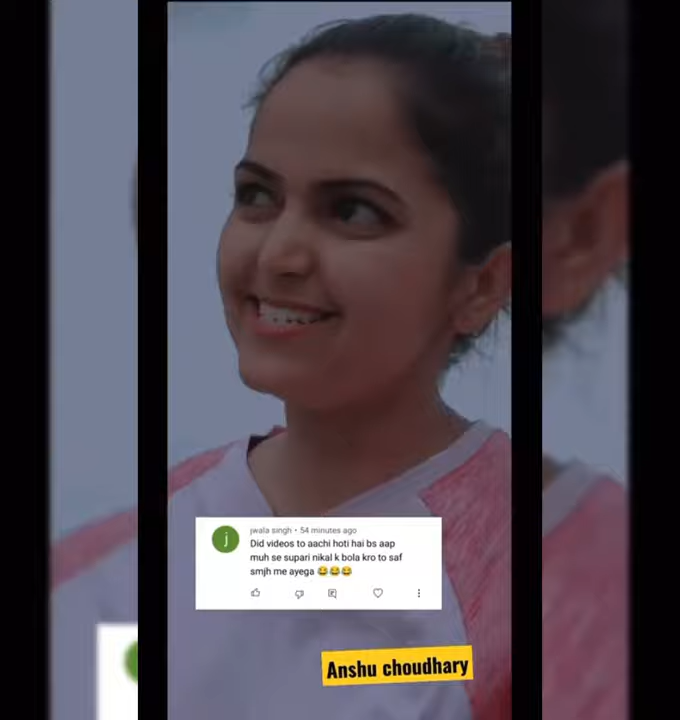 jwala singh • 54 minutes ago
Did videos to aachi hoti hai bs aap
muh se supari nikal k bola kro to saf
smjh me ayega 😂😂😂
Anshu choudhary